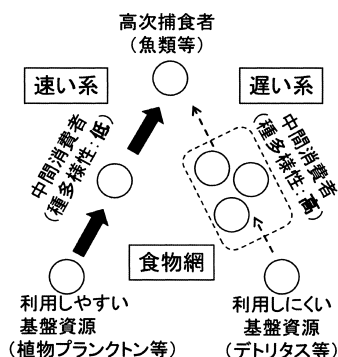 高次捕食者
(魚類等)
速い系
遅い系
中間消費者
(種多様性:低)
中間消費者
(種多様性:高)
食物網
利用しやすい
基盤資源
(植物プランクトン等)
利用しにくい
基盤資源
(デトリタス等)